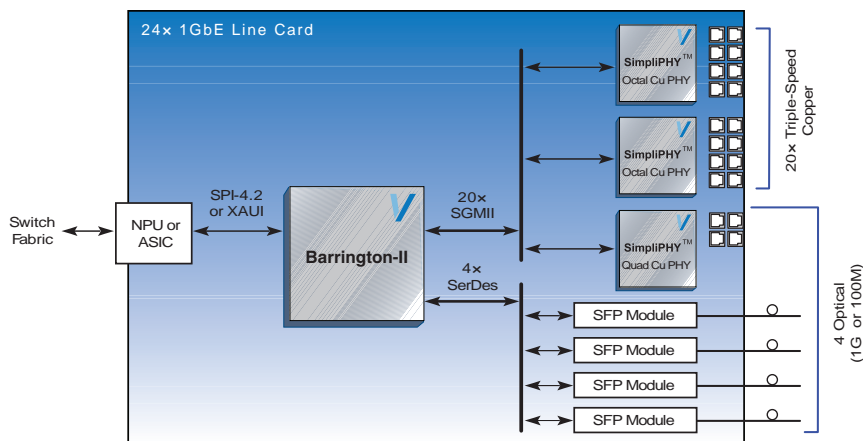 24× 1GbE Line Card
SimpliPHY™
Octal Cu PHY
SimpliPHY™
Octal Cu PHY
20× Triple-Speed
Copper
Switch
Fabric
NPU or
ASIC
SPI-4.2
or XAUI
Barrington-II
20×
SGMII
4×
SerDes
SimpliPHY™
Quad Cu PHY
SFP Module
SFP Module
SFP Module
SFP Module
4 Optical
(1G or 100M)